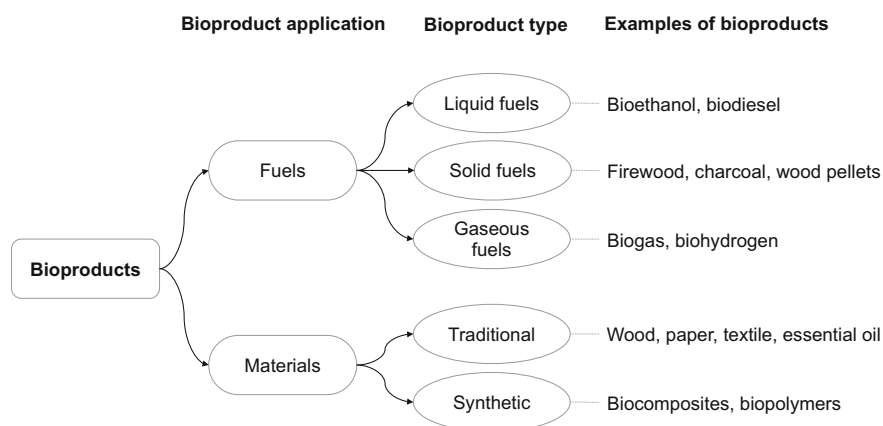 Bioproduct application
Bioproduct type
Examples of bioproducts
Liquid fuels
Bioethanol, biodiesel
Fuels
Solid fuels
Firewood, charcoal, wood pellets
Gaseous
fuels
Biogas, biohydrogen
Bioproducts
Traditional
Wood, paper, textile, essential oil
Materials
Synthetic
Biocomposites, biopolymers